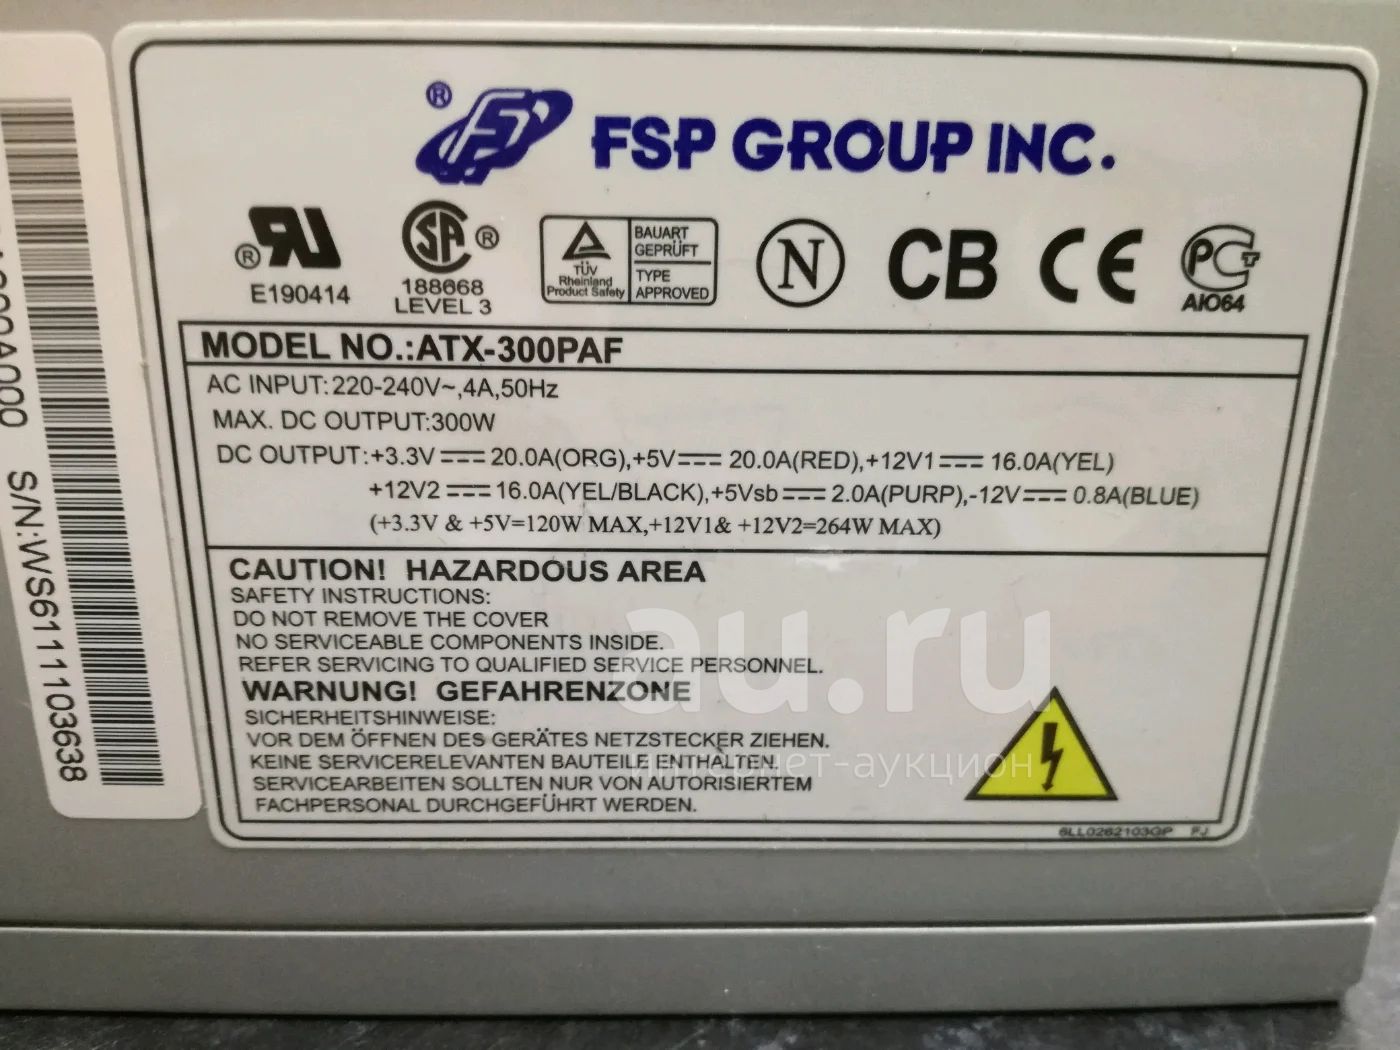 FSP GROUP INC.
E190414
188668
LEVEL 3
TÜV
Rheinland
Product Safety
BAUART
GEPRÜFT
TYPE
APPROVED
N
CB
CE
AIO64
MODEL NO.:ATX-300PAF
AC INPUT:220-240V~,4A,50Hz
MAX. DC OUTPUT:300W
DC OUTPUT:+3.3V⎓20.0A(ORG),+5V⎓20.0A(RED),+12V1⎓16.0A(YEL)
+12V2⎓16.0A(YEL/BLACK),+5Vsb⎓2.0A(PURP),-12V⎓0.8A(BLUE)
(+3.3V & +5V=120W MAX,+12V1& +12V2=264W MAX)
CAUTION! HAZARDOUS AREA
SAFETY INSTRUCTIONS:
DO NOT REMOVE THE COVER
NO SERVICEABLE COMPONENTS INSIDE.
REFER SERVICING TO QUALIFIED SERVICE PERSONNEL.
WARNUNG! GEFAHRENZONE
SICHERHEITSHINWEISE:
VOR DEM ÖFFNEN DES GERÄTES NETZSTECKER ZIEHEN.
KEINE SERVICERELEVANTEN BAUTEILE ENTHALTEN.
SERVICEARBEITEN SOLLTEN NUR VON AUTORISIERTEM
FACHPERSONAL DURCHGEFÜHRT WERDEN.
6LL0262103GP FJ
S/N:WS6111103638
au.ru
интернет-аукцион